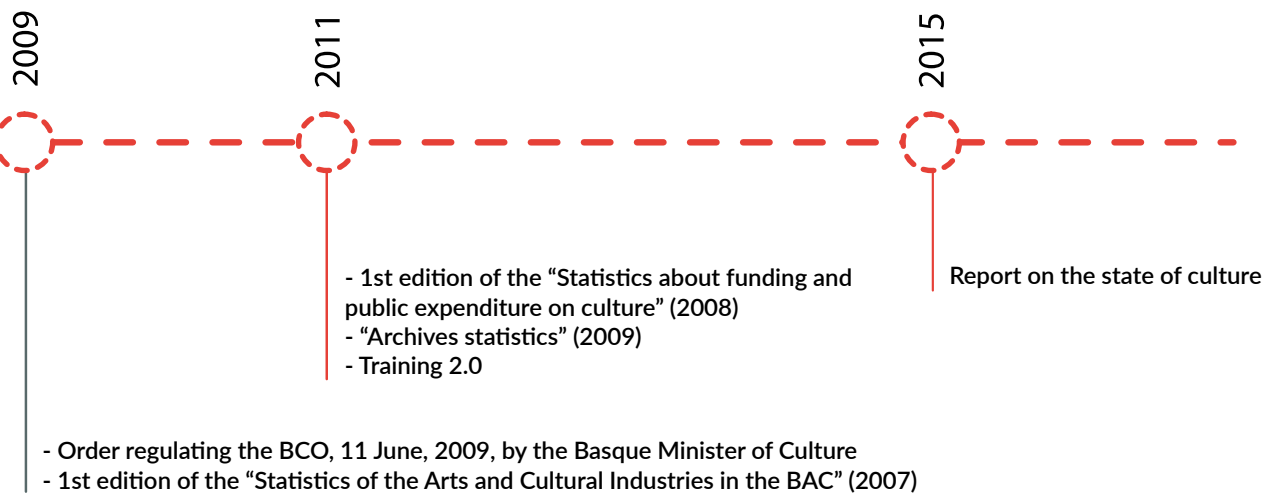 2009
2011
2015
- 1st edition of the “Statistics about funding and
public expenditure on culture” (2008)
- “Archives statistics” (2009)
- Training 2.0
Report on the state of culture
- Order regulating the BCO, 11 June, 2009, by the Basque Minister of Culture
- 1st edition of the “Statistics of the Arts and Cultural Industries in the BAC” (2007)